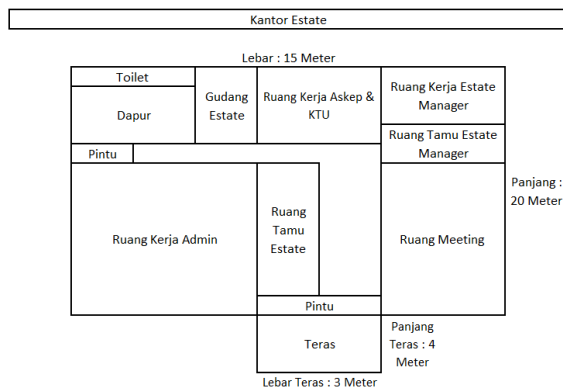 Kantor Estate
Lebar : 15 Meter
Toilet
Dapur
Gudang
Estate
Ruang Kerja Askep &
KTU
Ruang Kerja Estate
Manager
Ruang Tamu Estate
Manager
Pintu
Panjang :
20 Meter
Ruang Kerja Admin
Ruang
Tamu
Estate
Ruang Meeting
Pintu
Teras
Panjang
Teras : 4
Meter
Lebar Teras : 3 Meter